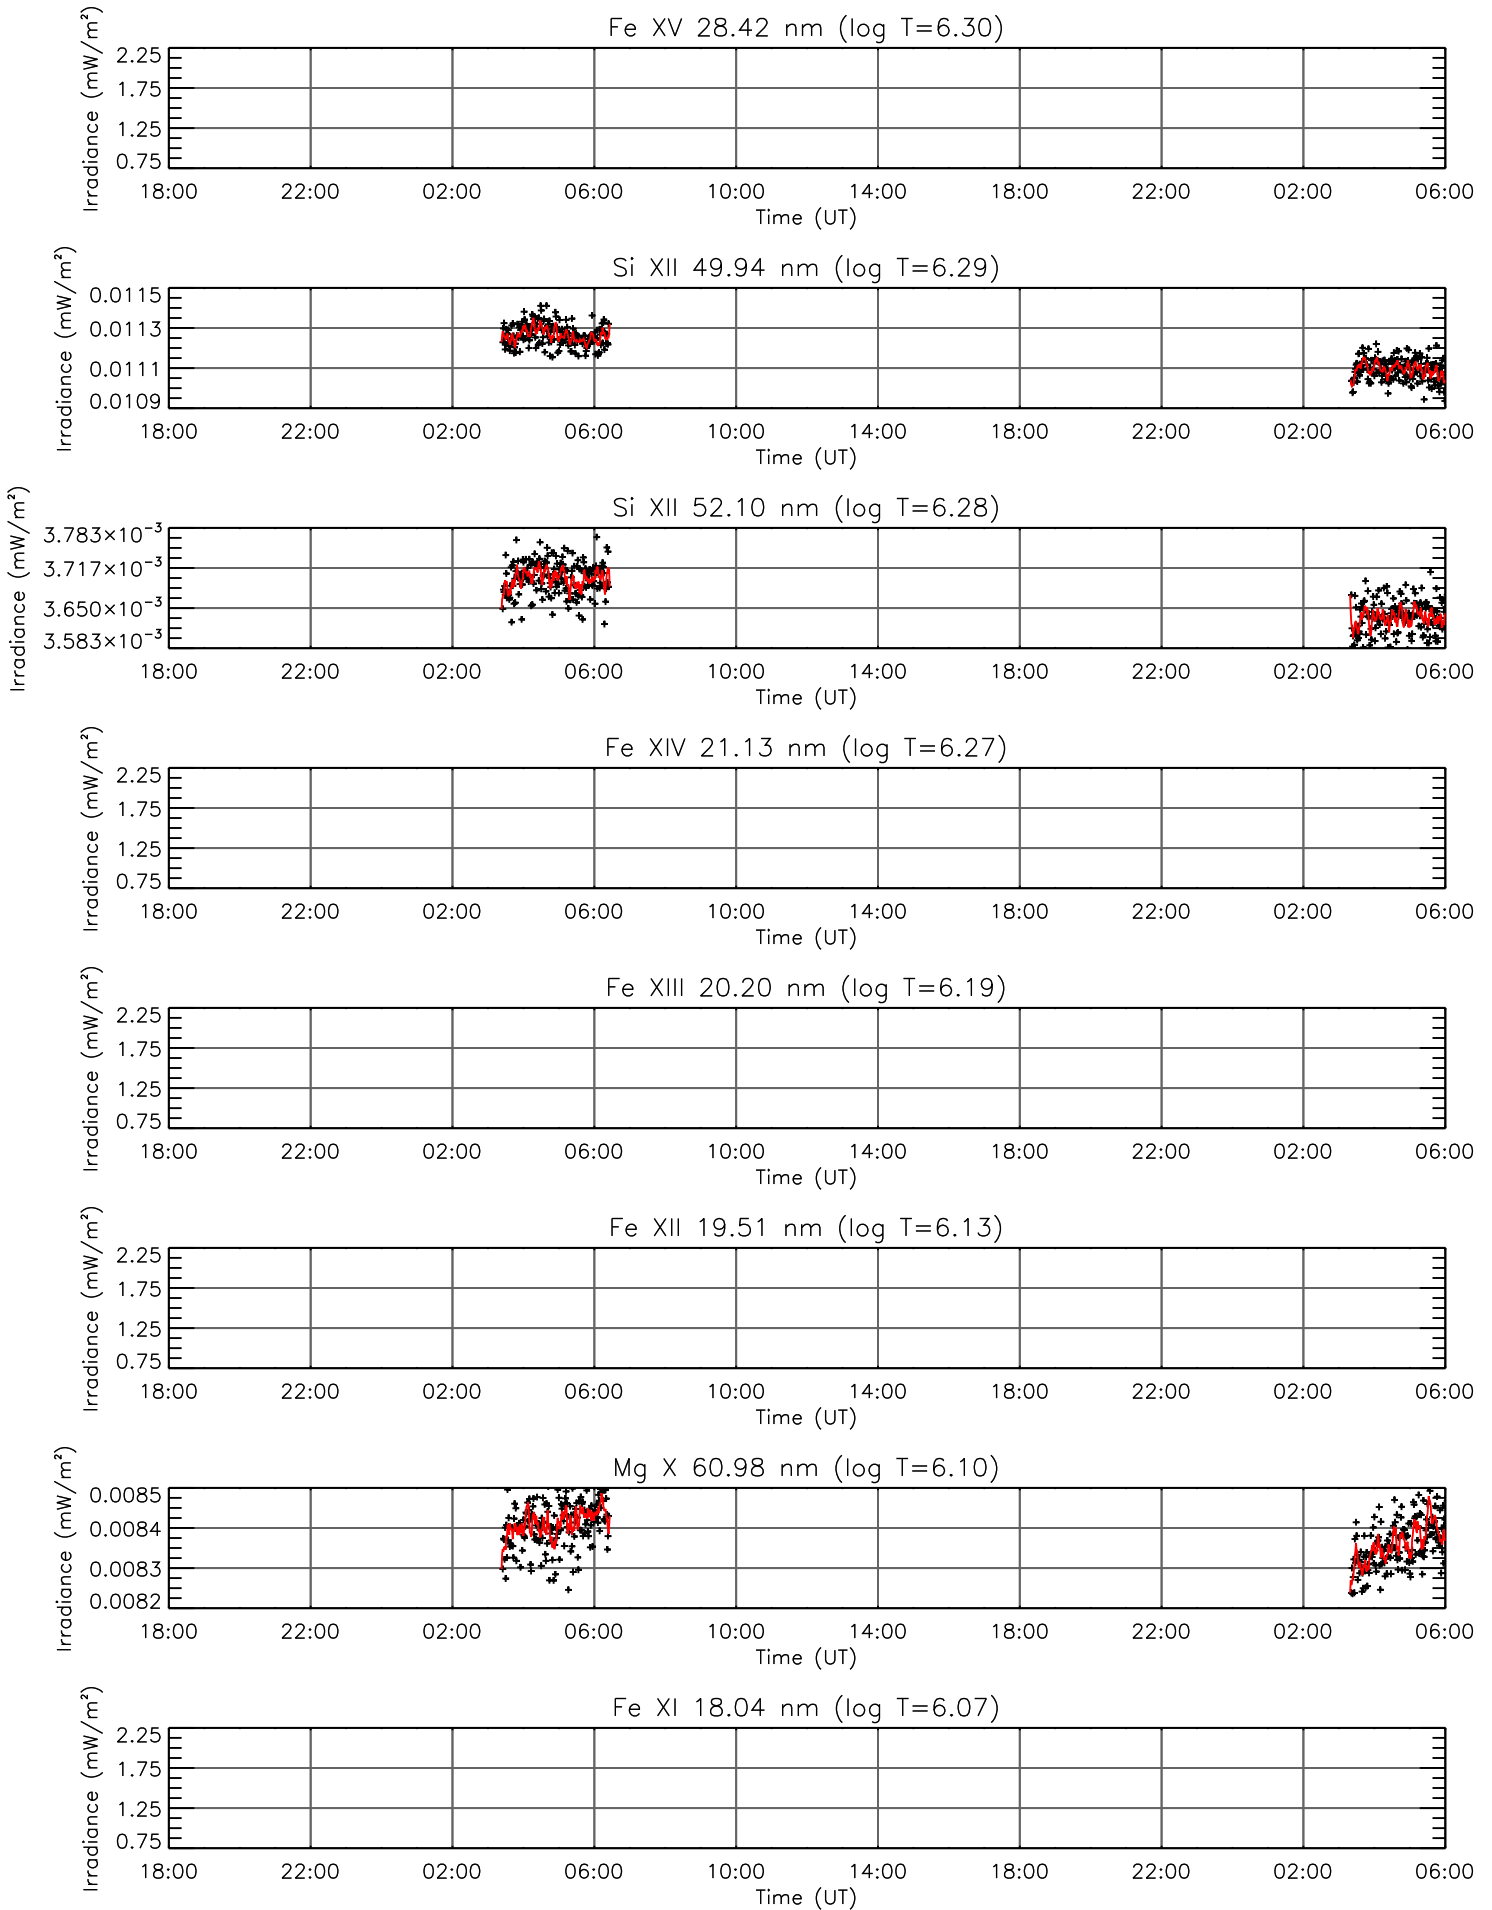 Fe XV 28.42 nm (log T=6.30)
Irradiance (mW/m²)
2.25
1.75
1.25
0.75
18:00 22:00 02:00 06:00 10:00 14:00 18:00 22:00 02:00 06:00
Time (UT)
Si XII 49.94 nm (log T=6.29)
Irradiance (mW/m²)
0.0115
0.0113
0.0111
0.0109
18:00 22:00 02:00 06:00 10:00 14:00 18:00 22:00 02:00 06:00
Time (UT)
Si XII 52.10 nm (log T=6.28)
Irradiance (mW/m²)
3.783×10⁻³
3.717×10⁻³
3.650×10⁻³
3.583×10⁻³
18:00 22:00 02:00 06:00 10:00 14:00 18:00 22:00 02:00 06:00
Time (UT)
Fe XIV 21.13 nm (log T=6.27)
Irradiance (mW/m²)
2.25
1.75
1.25
0.75
18:00 22:00 02:00 06:00 10:00 14:00 18:00 22:00 02:00 06:00
Time (UT)
Fe XIII 20.20 nm (log T=6.19)
Irradiance (mW/m²)
2.25
1.75
1.25
0.75
18:00 22:00 02:00 06:00 10:00 14:00 18:00 22:00 02:00 06:00
Time (UT)
Fe XII 19.51 nm (log T=6.13)
Irradiance (mW/m²)
2.25
1.75
1.25
0.75
18:00 22:00 02:00 06:00 10:00 14:00 18:00 22:00 02:00 06:00
Time (UT)
Mg X 60.98 nm (log T=6.10)
Irradiance (mW/m²)
0.0085
0.0084
0.0083
0.0082
18:00 22:00 02:00 06:00 10:00 14:00 18:00 22:00 02:00 06:00
Time (UT)
Fe XI 18.04 nm (log T=6.07)
Irradiance (mW/m²)
2.25
1.75
1.25
0.75
18:00 22:00 02:00 06:00 10:00 14:00 18:00 22:00 02:00 06:00
Time (UT)